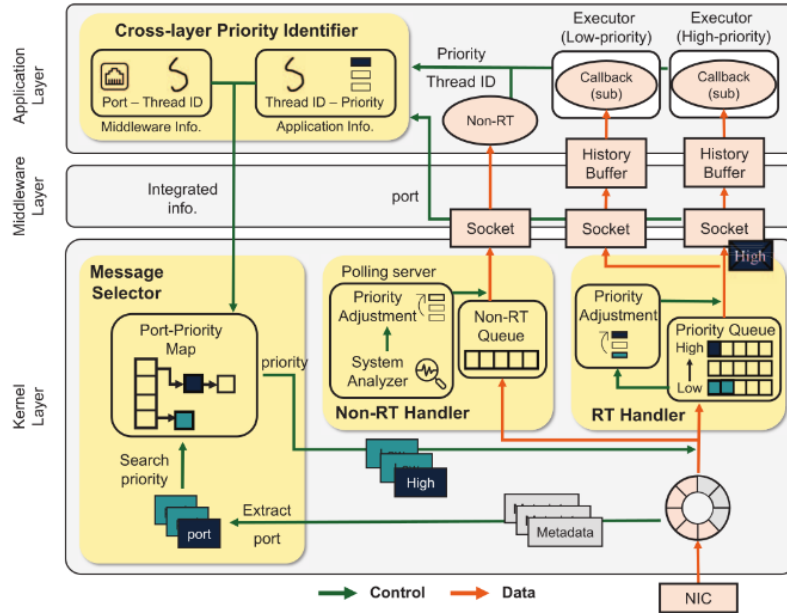 Application
Layer
Cross-layer Priority Identifier
Port – Thread ID
Middleware Info.
Thread ID – Priority
Application Info.
Priority
Thread ID
Non-RT
Executor
(Low-priority)
Callback
(sub)
Executor
(High-priority)
Callback
(sub)
Middleware
Layer
Integrated
info.
port
History
Buffer
History
Buffer
Socket
Socket
Socket
High
Kernel
Layer
Message
Selector
Port-Priority
Map
priority
Search
priority
port
Extract
port
Polling server
Priority
Adjustment
System
Analyzer
Non-RT
Queue
Non-RT Handler
Priority
Adjustment
Priority Queue
High
Low
RT Handler
High
Metadata
NIC
Control
Data